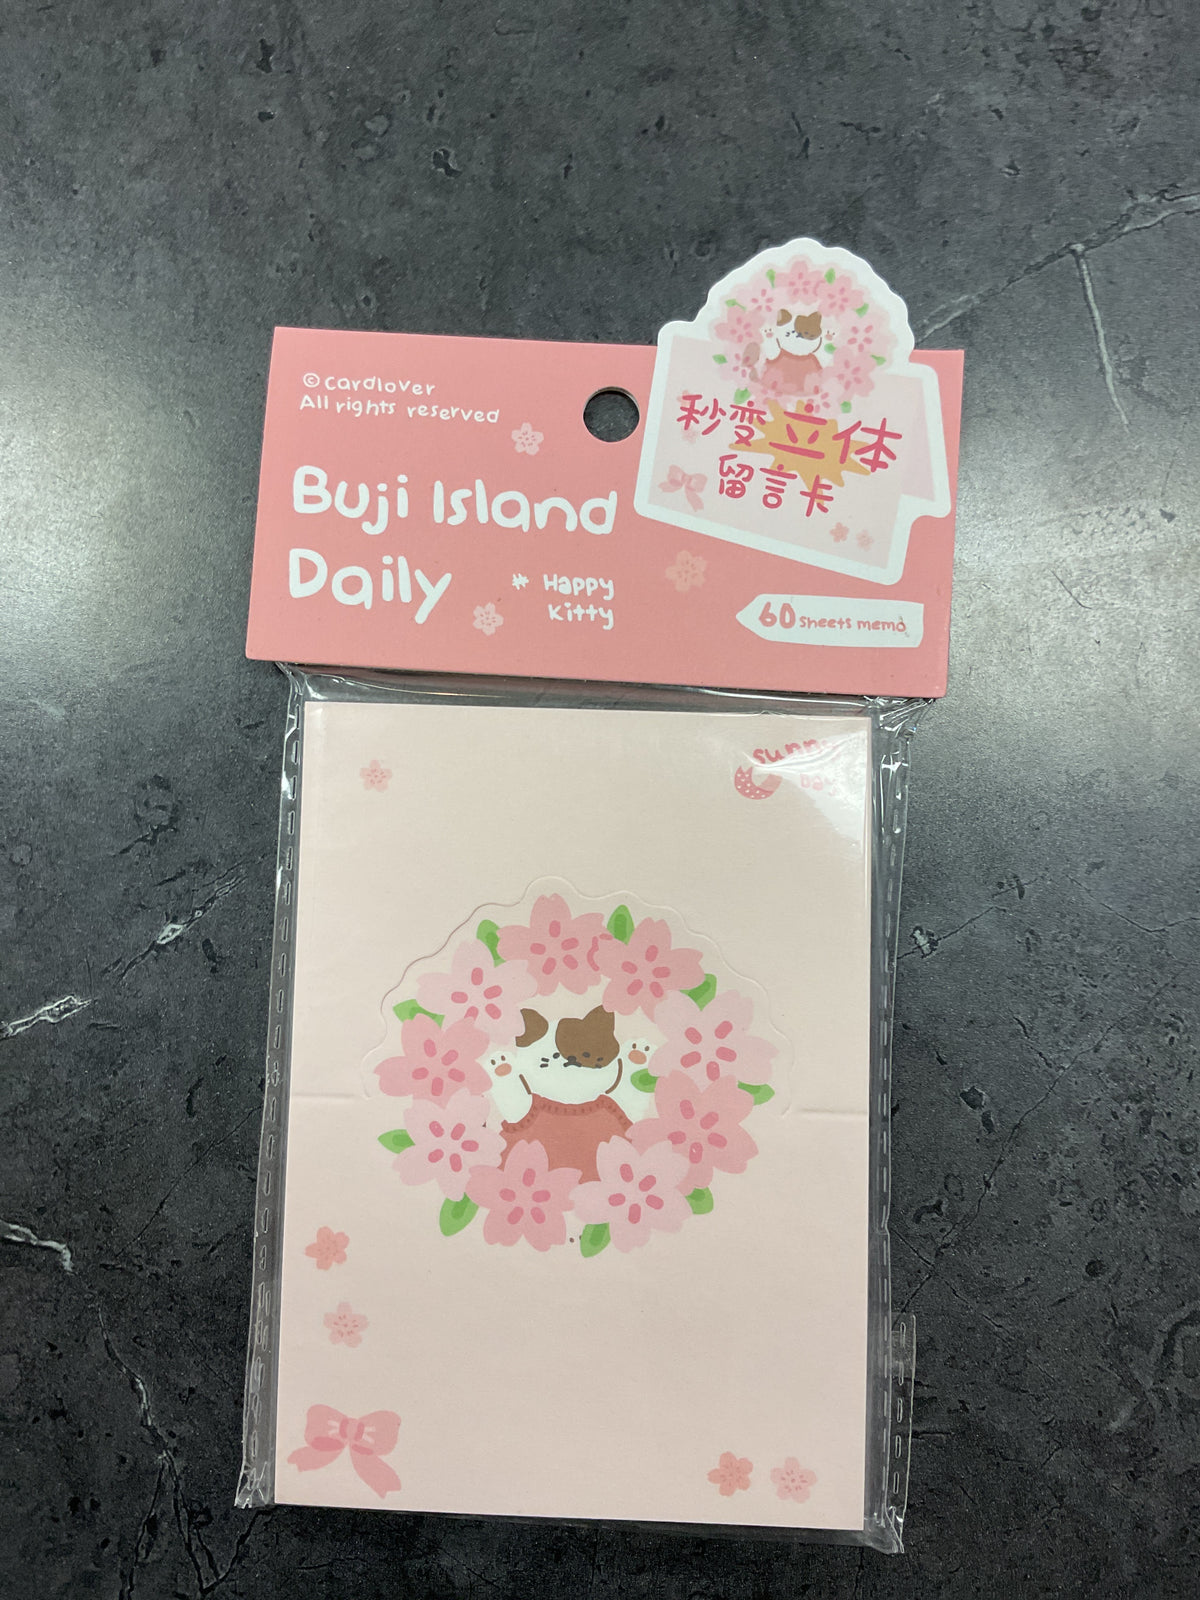 © Cardlover
All rights reserved
Buji Island
Daily
* Happy
Kitty
秒变立体
留言卡
60 Sheets memo